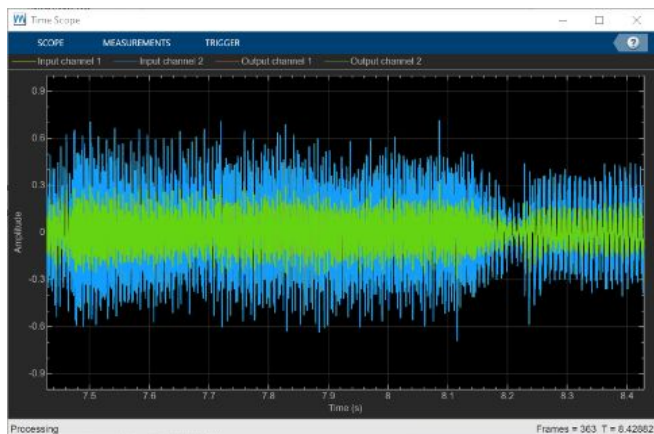 Time Scope
SCOPE MEASUREMENTS TRIGGER
Input channel 1 Input channel 2 Output channel 1 Output channel 2
0.9
0.6
0.3
0
-0.3
-0.6
-0.9
Amplitude
7.5 7.6 7.7 7.8 7.9 8 8.1 8.2 8.3 8.4
Time (s)
Processing Frames = 363 T = 8.42882